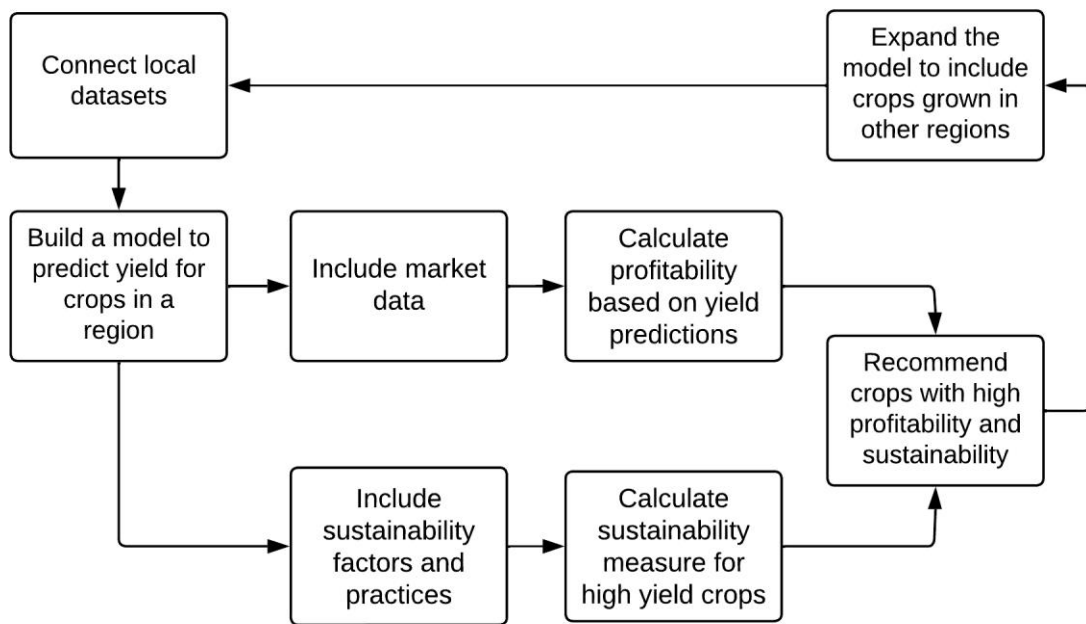 Connect local
datasets
Expand the
model to include
crops grown in
other regions
Build a model to
predict yield for
crops in a
region
Include market
data
Calculate
profitability
based on yield
predictions
Recommend
crops with high
profitability and
sustainability
Include
sustainability
factors and
practices
Calculate
sustainability
measure for
high yield crops